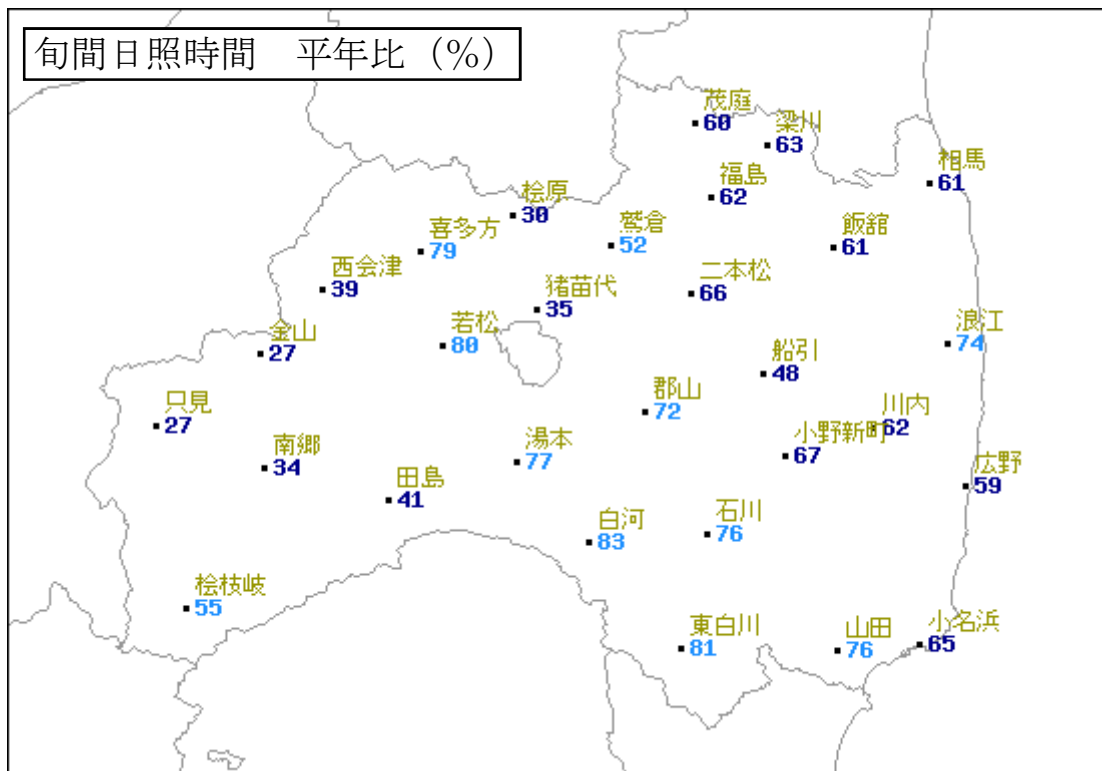 旬間日照時間　平年比（％）
茂庭
60
梁川
63
相馬
61
福島
62
桧原
30
鷲倉
52
喜多方
79
飯舘
61
西会津
39
二本松
66
猪苗代
35
若松
80
金山
27
浪江
74
船引
48
郡山
72
只見
27
川内
62
小野新町
67
南郷
34
湯本
77
広野
59
田島
41
白河
83
石川
76
桧枝岐
55
東白川
81
山田
76
小名浜
65